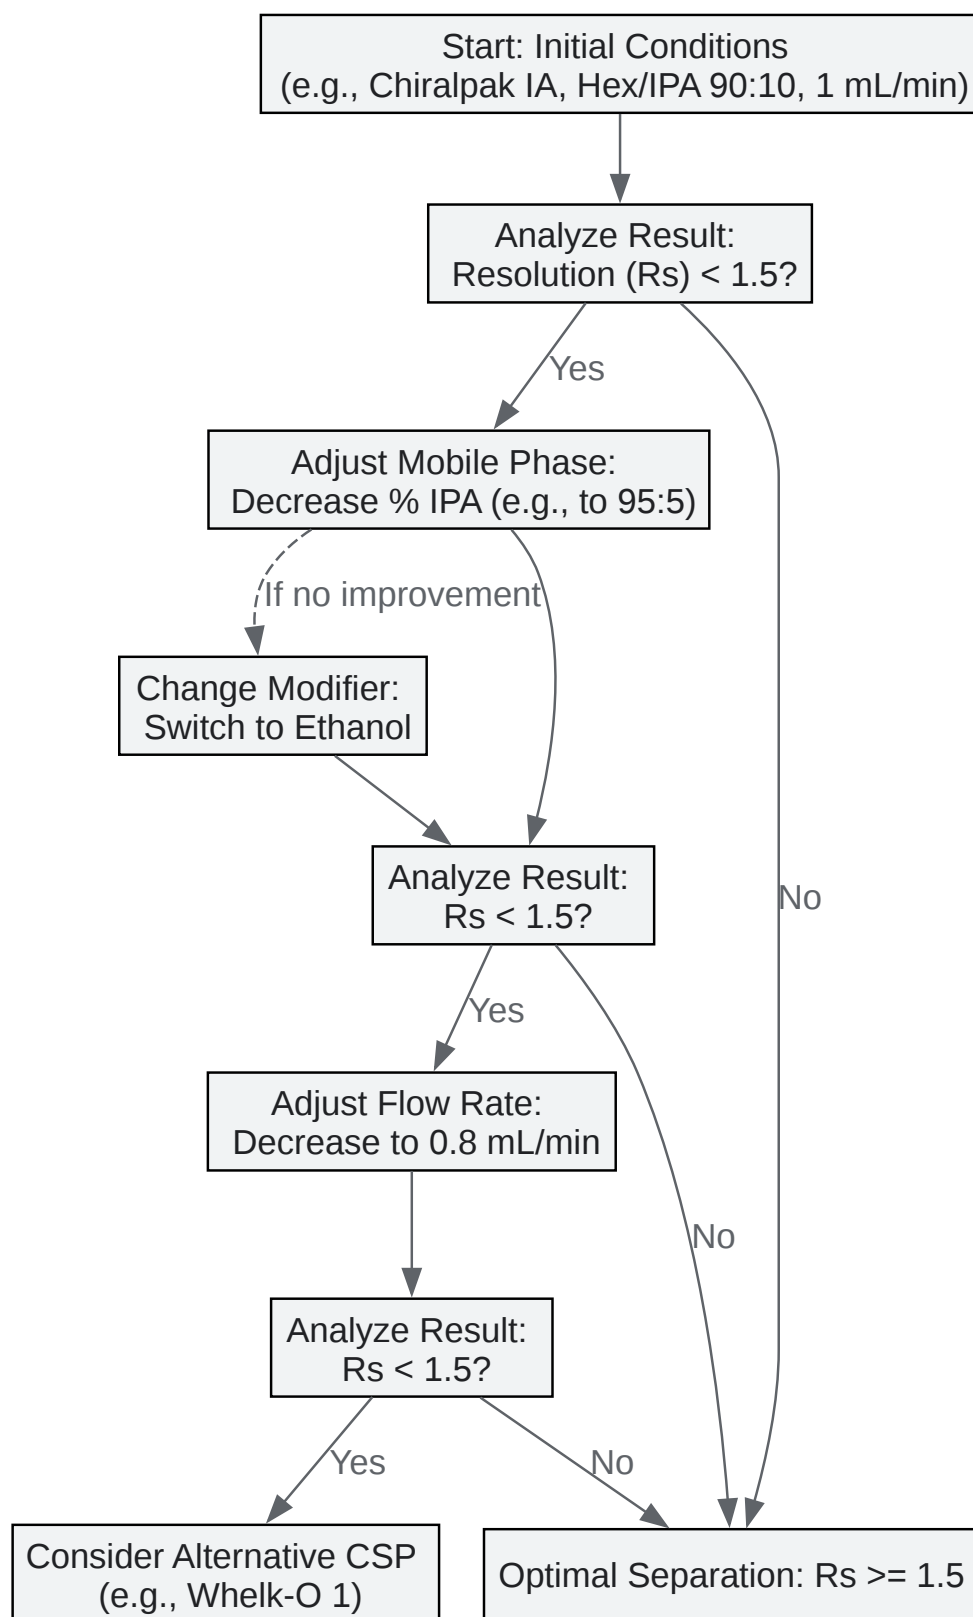 Start: Initial Conditions
(e.g., Chiralpak IA, Hex/IPA 90:10, 1 mL/min)
Analyze Result:
Resolution (Rs) < 1.5?
Yes
Adjust Mobile Phase:
Decrease % IPA (e.g., to 95:5)
If no improvement
Change Modifier:
Switch to Ethanol
Analyze Result:
Rs < 1.5?
No
Yes
Adjust Flow Rate:
Decrease to 0.8 mL/min
No
Analyze Result:
Rs < 1.5?
Yes
No
Consider Alternative CSP
(e.g., Whelk-O 1)
Optimal Separation: Rs >= 1.5